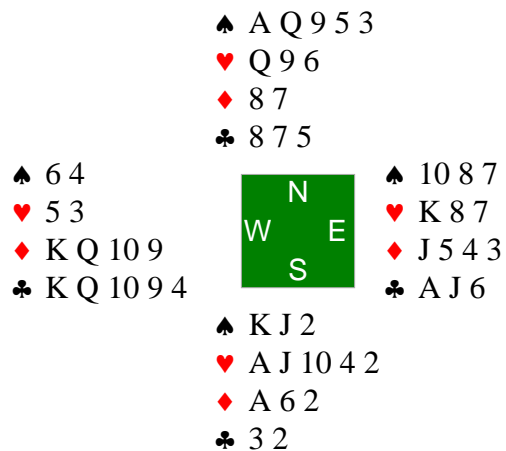 ♠ A Q 9 5 3
♥ Q 9 6
♦ 8 7
♣ 8 7 5
♠ 6 4
♥ 5 3
♦ K Q 10 9
♣ K Q 10 9 4
N
W E
S
♠ 10 8 7
♥ K 8 7
♦ J 5 4 3
♣ A J 6
♠ K J 2
♥ A J 10 4 2
♦ A 6 2
♣ 3 2